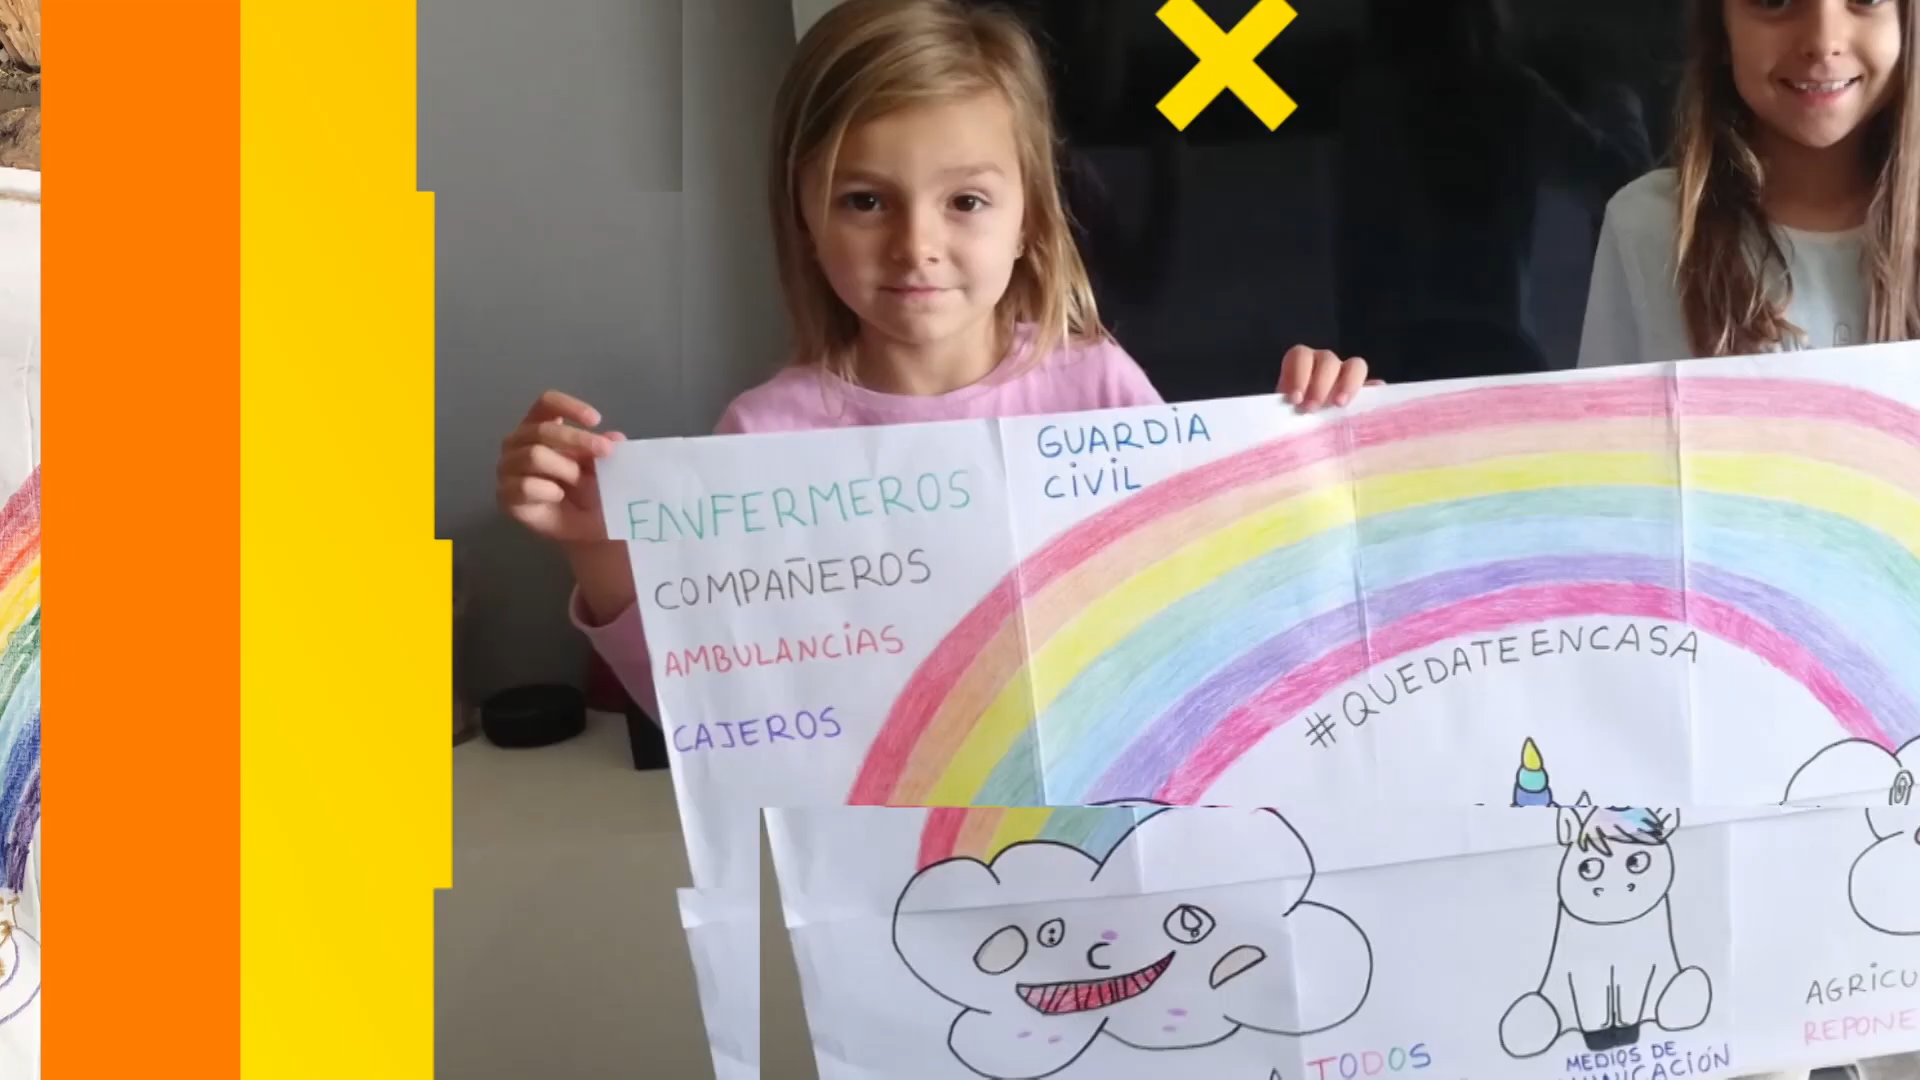 ENFERMEROS
COMPAÑEROS
AMBULANCIAS
CAJEROS
GUARDIA
CIVIL
#QUEDATEENCASA
TODOS
MEDIOS DE
AGRICU
REPONE